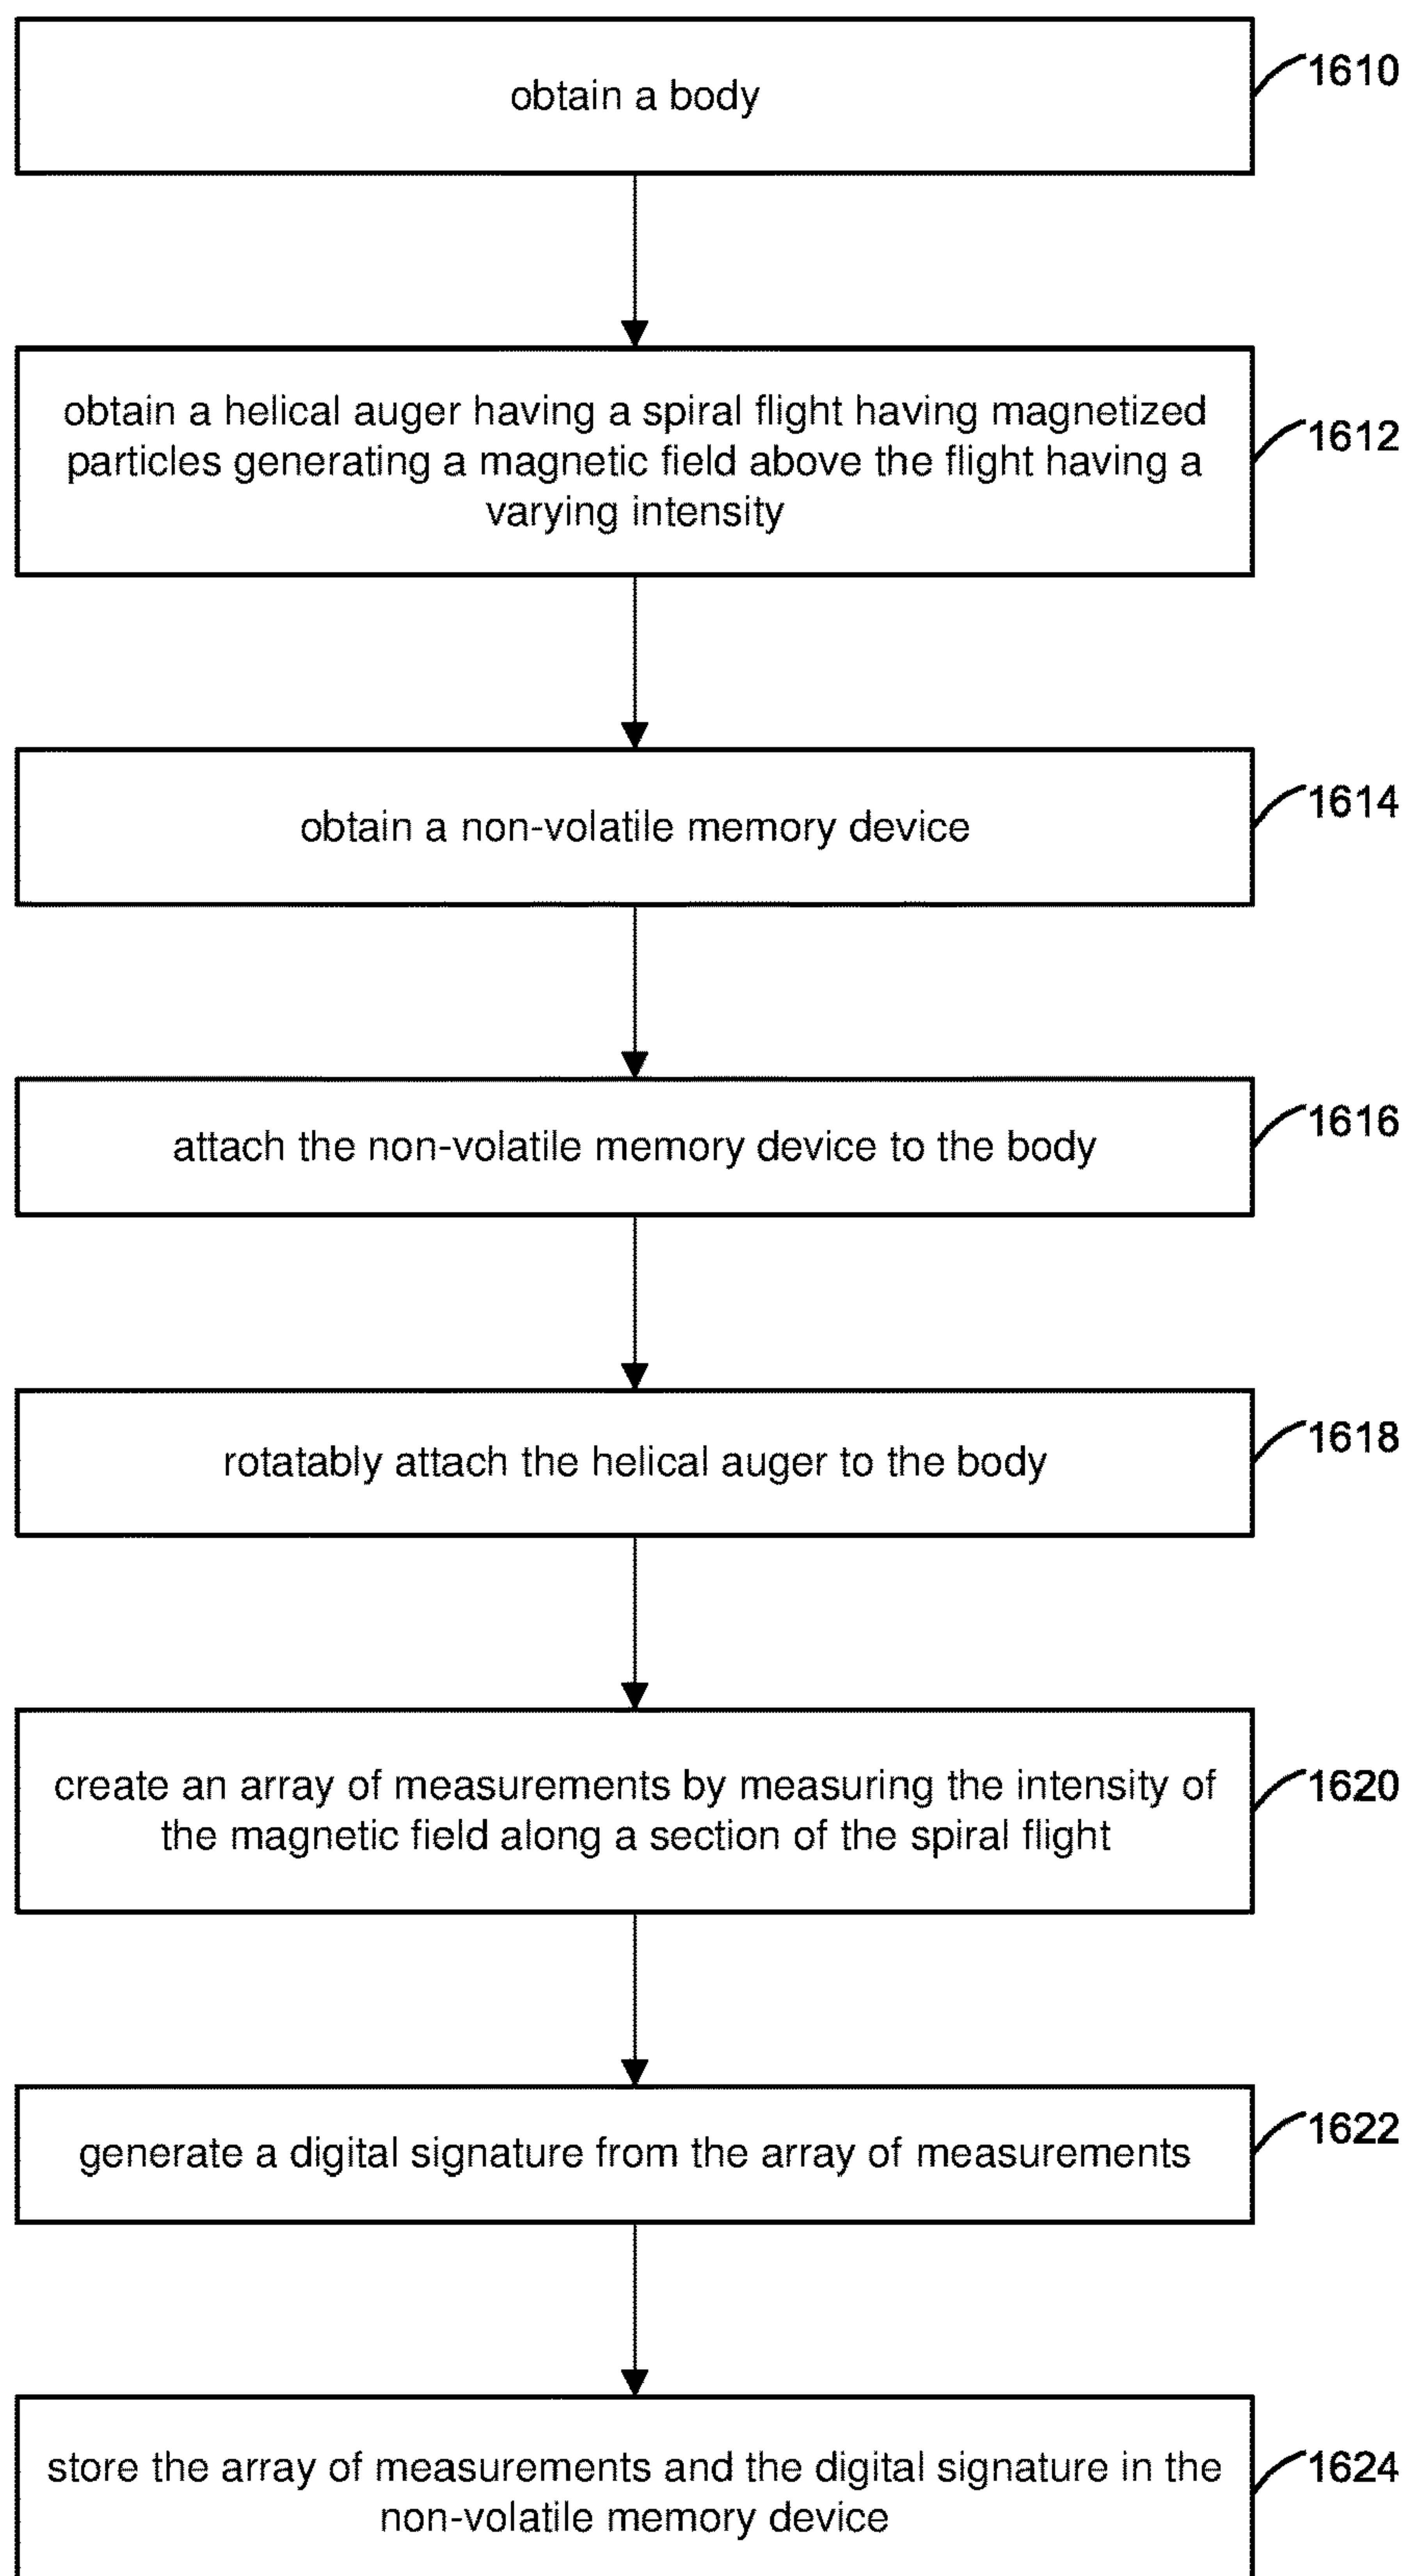 obtain a body
1610
obtain a helical auger having a spiral flight having magnetized
particles generating a magnetic field above the flight having a
varying intensity
1612
obtain a non-volatile memory device
1614
attach the non-volatile memory device to the body
1616
rotatably attach the helical auger to the body
1618
create an array of measurements by measuring the intensity of
the magnetic field along a section of the spiral flight
1620
generate a digital signature from the array of measurements
1622
store the array of measurements and the digital signature in the
non-volatile memory device
1624